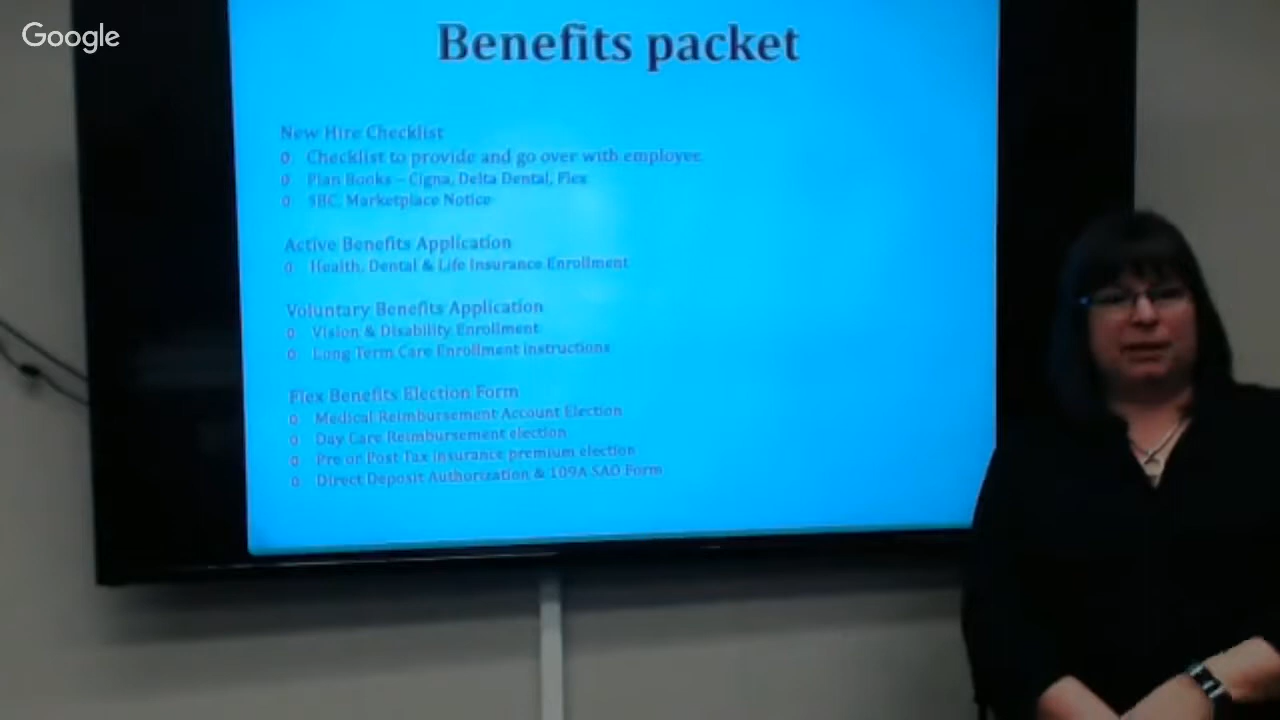 Google
Benefits packet
New Hire Checklist
o Checklist to provide and go over with employee
o Plan Books – Cigna, Delta Dental, Flex
o SBC, Marketplace Notice
Active Benefits Application
o Health, Dental & Life Insurance Enrollment
Voluntary Benefits Application
o Vision & Disability Enrollment
o Long Term Care Enrollment instructions
Flex Benefits Election Form
o Medical Reimbursement Account Election
o Day Care Reimbursement election
o Pre or Post Tax insurance premium election
o Direct Deposit Authorization & 109A SAO Form